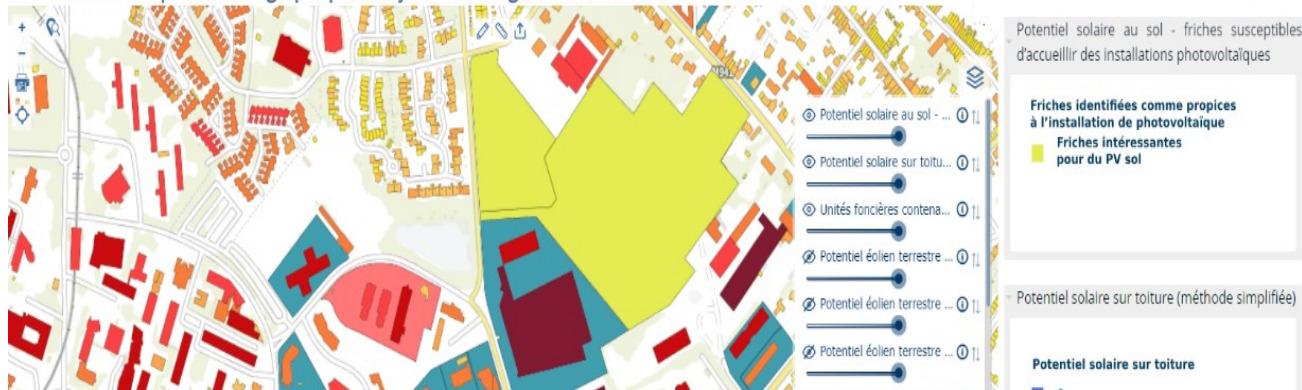 Potentiel solaire au sol - ...
Potentiel solaire sur toitu...
Unités foncières contena...
Potentiel éolien terrestre ...
Potentiel éolien terrestre ...
Potentiel éolien terrestre ...
Potentiel solaire au sol - friches susceptibles
d'accueillir des installations photovoltaïques
Friches identifiées comme propices
à l'installation de photovoltaïque
Friches intéressantes
pour du PV sol
Potentiel solaire sur toiture (méthode simplifiée)
Potentiel solaire sur toiture